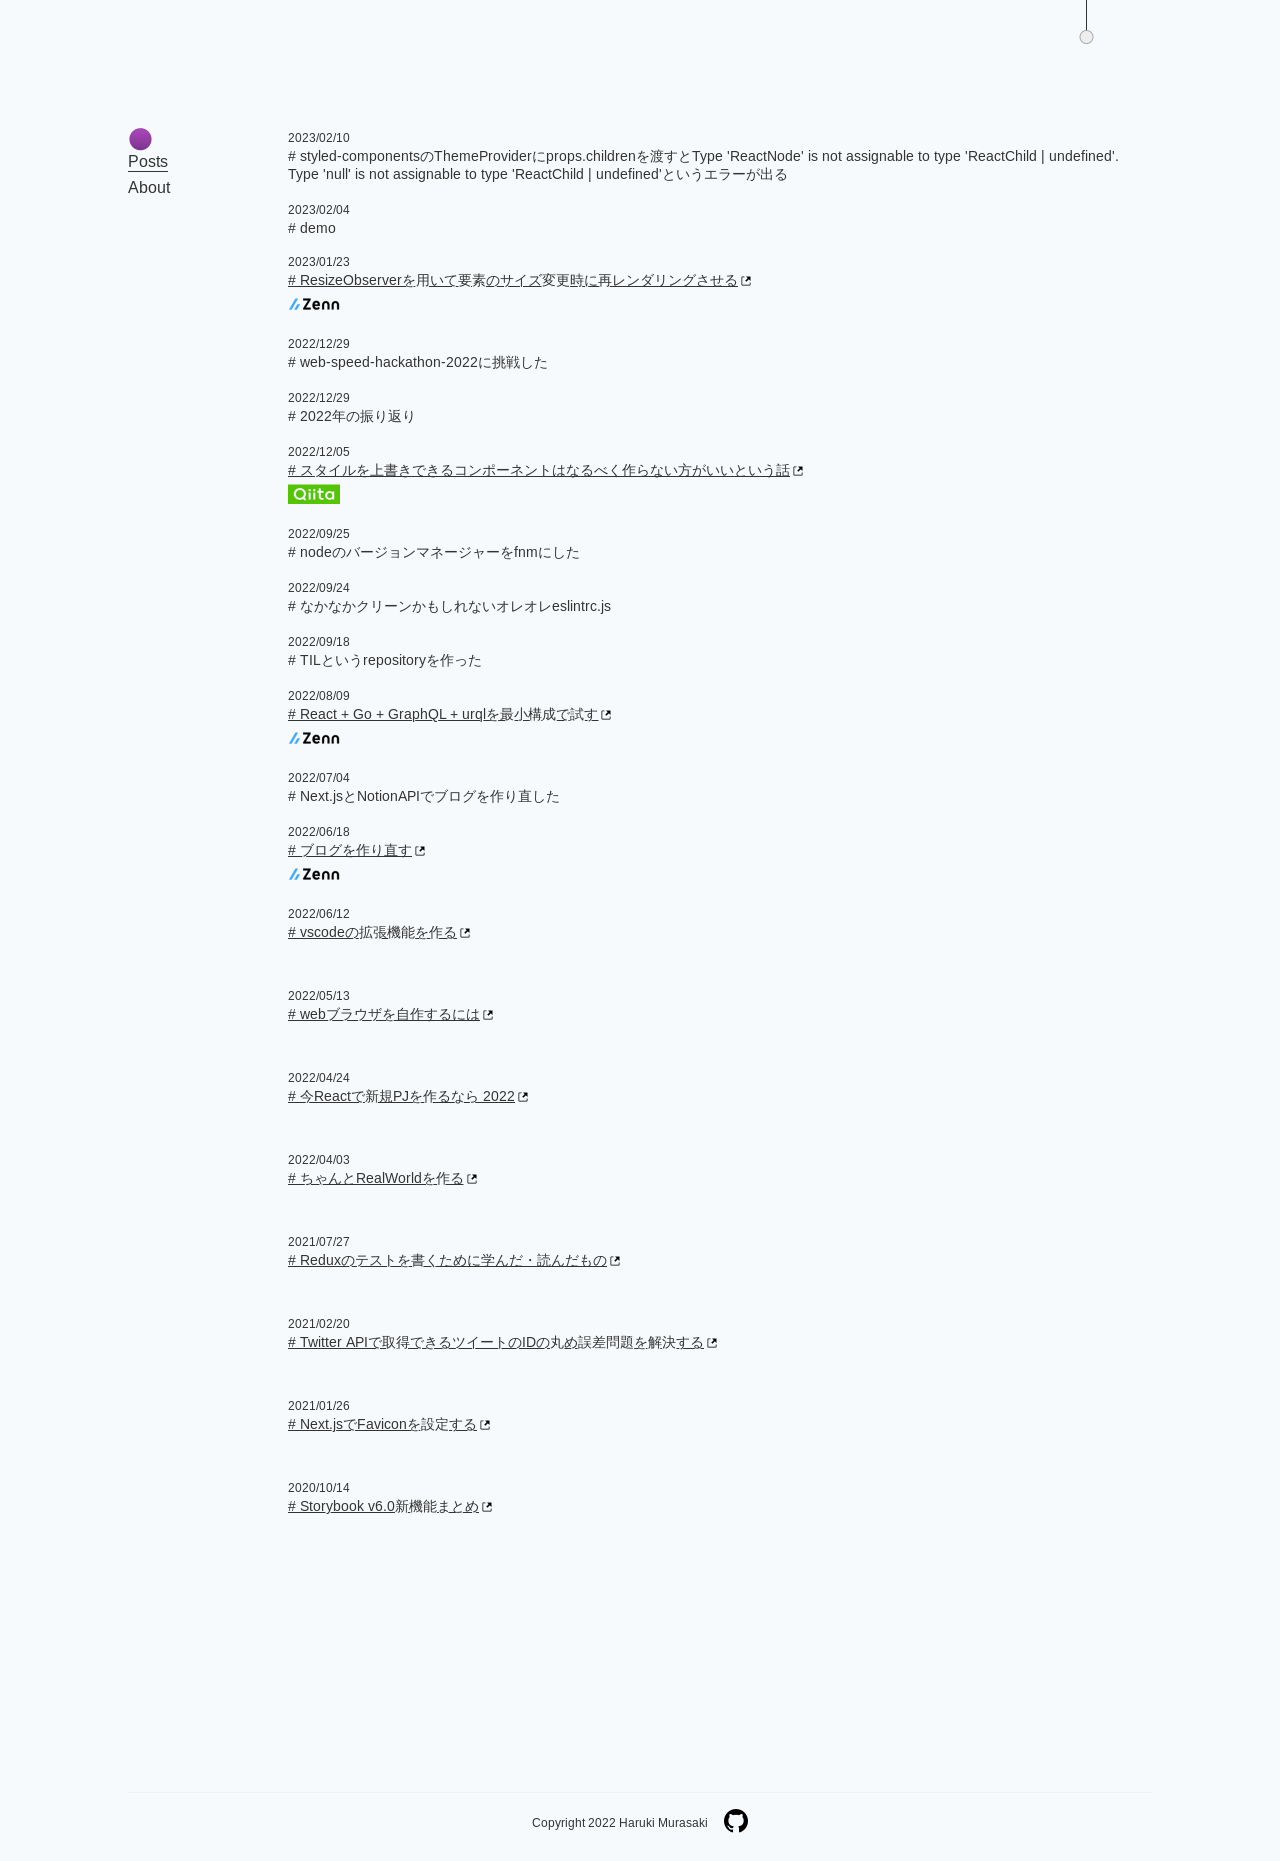 Posts
About
2023/02/10
# styled-componentsのThemeProviderにprops.childrenを渡すとType 'ReactNode' is not assignable to type 'ReactChild | undefined'.
Type 'null' is not assignable to type 'ReactChild | undefined'というエラーが出る
2023/02/04
# demo
2023/01/23
# ResizeObserverを用いて要素のサイズ変更時に再レンダリングさせる
Zenn
2022/12/29
# web-speed-hackathon-2022に挑戦した
2022/12/29
# 2022年の振り返り
2022/12/05
# スタイルを上書きできるコンポーネントはなるべく作らない方がいいという話
Qiita
2022/09/25
# nodeのバージョンマネージャーをfnmにした
2022/09/24
# なかなかクリーンかもしれないオレオレeslintrc.js
2022/09/18
# TILというrepositoryを作った
2022/08/09
# React + Go + GraphQL + urqlを最小構成で試す
Zenn
2022/07/04
# Next.jsとNotionAPIでブログを作り直した
2022/06/18
# ブログを作り直す
Zenn
2022/06/12
# vscodeの拡張機能を作る
2022/05/13
# webブラウザを自作するには
2022/04/24
# 今Reactで新規PJを作るなら 2022
2022/04/03
# ちゃんとRealWorldを作る
2021/07/27
# Reduxのテストを書くために学んだ・読んだもの
2021/02/20
# Twitter APIで取得できるツイートのIDの丸め誤差問題を解決する
2021/01/26
# Next.jsでFaviconを設定する
2020/10/14
# Storybook v6.0新機能まとめ
Copyright 2022 Haruki Murasaki